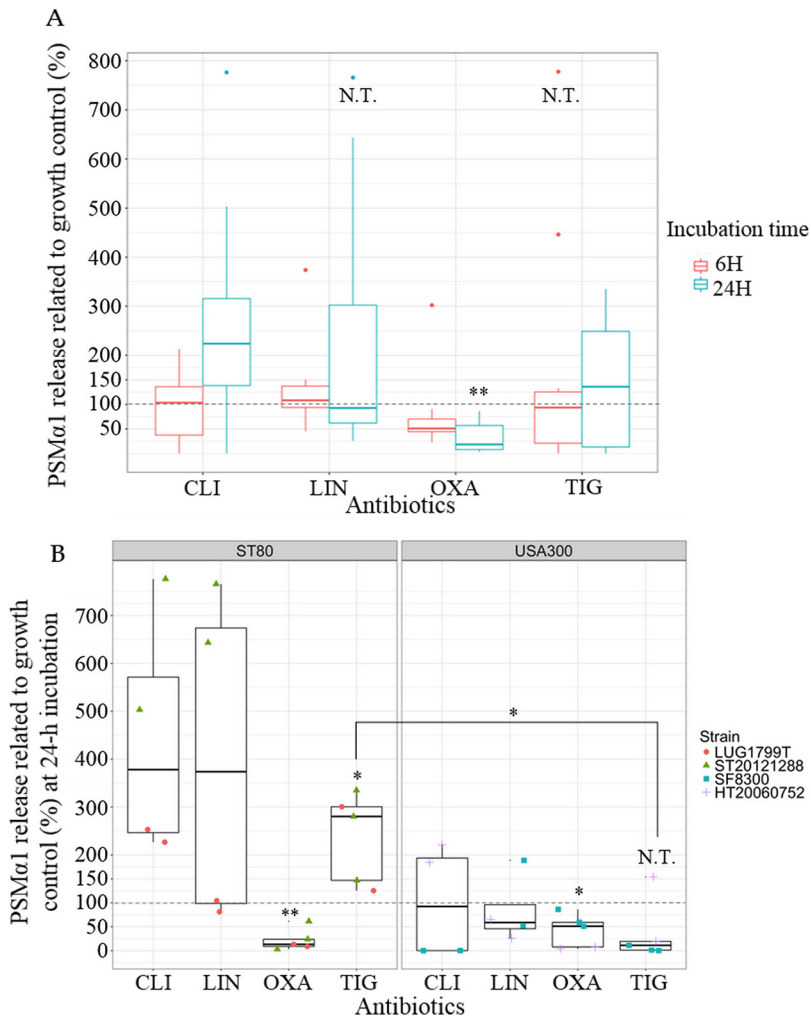 A
PSMα1 release related to growth control (%)
800
700
600
500
400
300
200
150
100
50
N.T.
N.T.
**
CLI LIN OXA TIG
Antibiotics
Incubation time
6H
24H
B
ST80 USA300
PSMα1 release related to growth
control (%) at 24-h incubation
700
600
500
400
300
200
150
100
50
0
*
*
**
*
N.T.
CLI LIN OXA TIG CLI LIN OXA TIG
Antibiotics
Strain
LUG1799T
ST20121288
SF8300
HT20060752